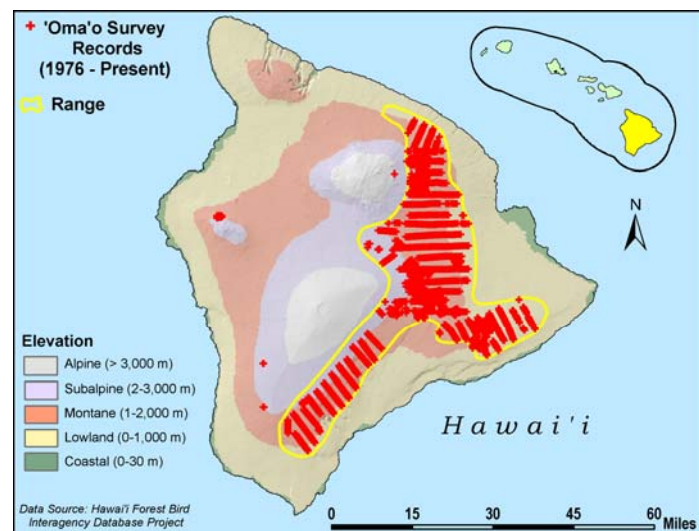 'Oma'o Survey
Records
(1976 - Present)
Range
N
Elevation
Alpine (> 3,000 m)
Subalpine (2-3,000 m)
Montane (1-2,000 m)
Lowland (0-1,000 m)
Coastal (0-30 m)
Hawai'i
Data Source: Hawai'i Forest Bird
Interagency Database Project
0 15 30 45 60
Miles